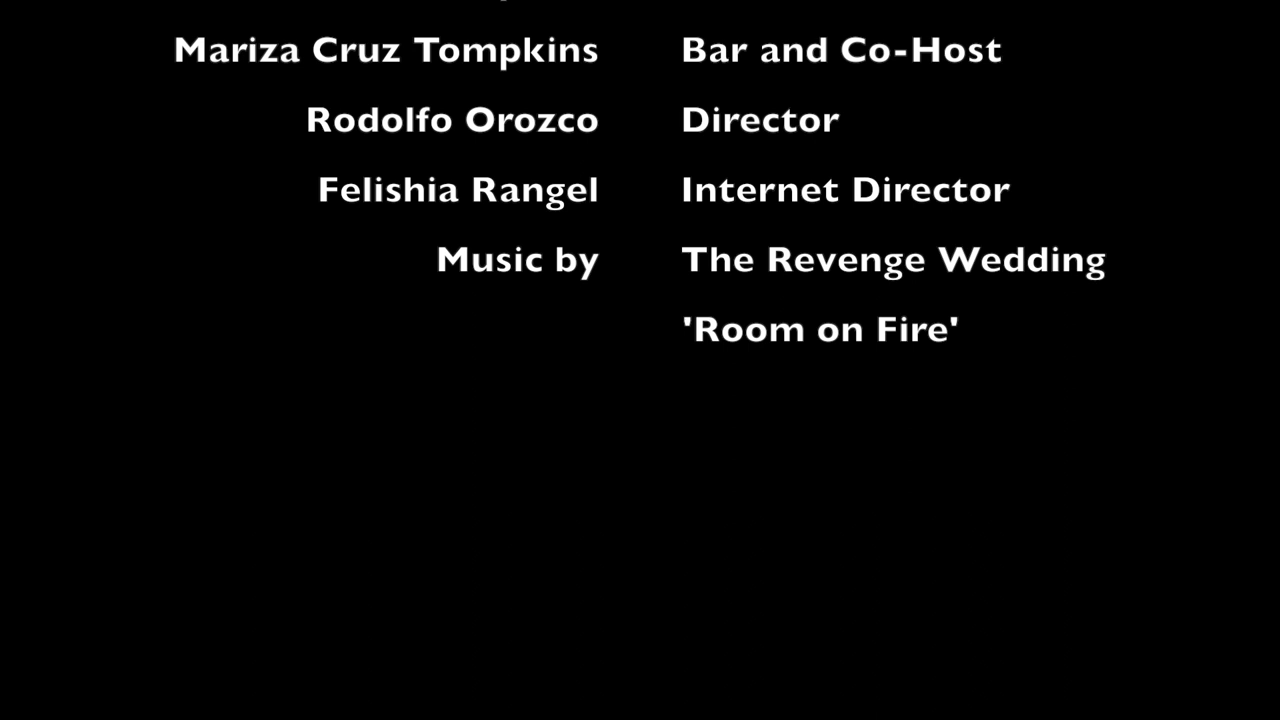 Mariza Cruz Tompkins Bar and Co-Host
Rodolfo Orozco Director
Felishia Rangel Internet Director
Music by The Revenge Wedding
'Room on Fire'